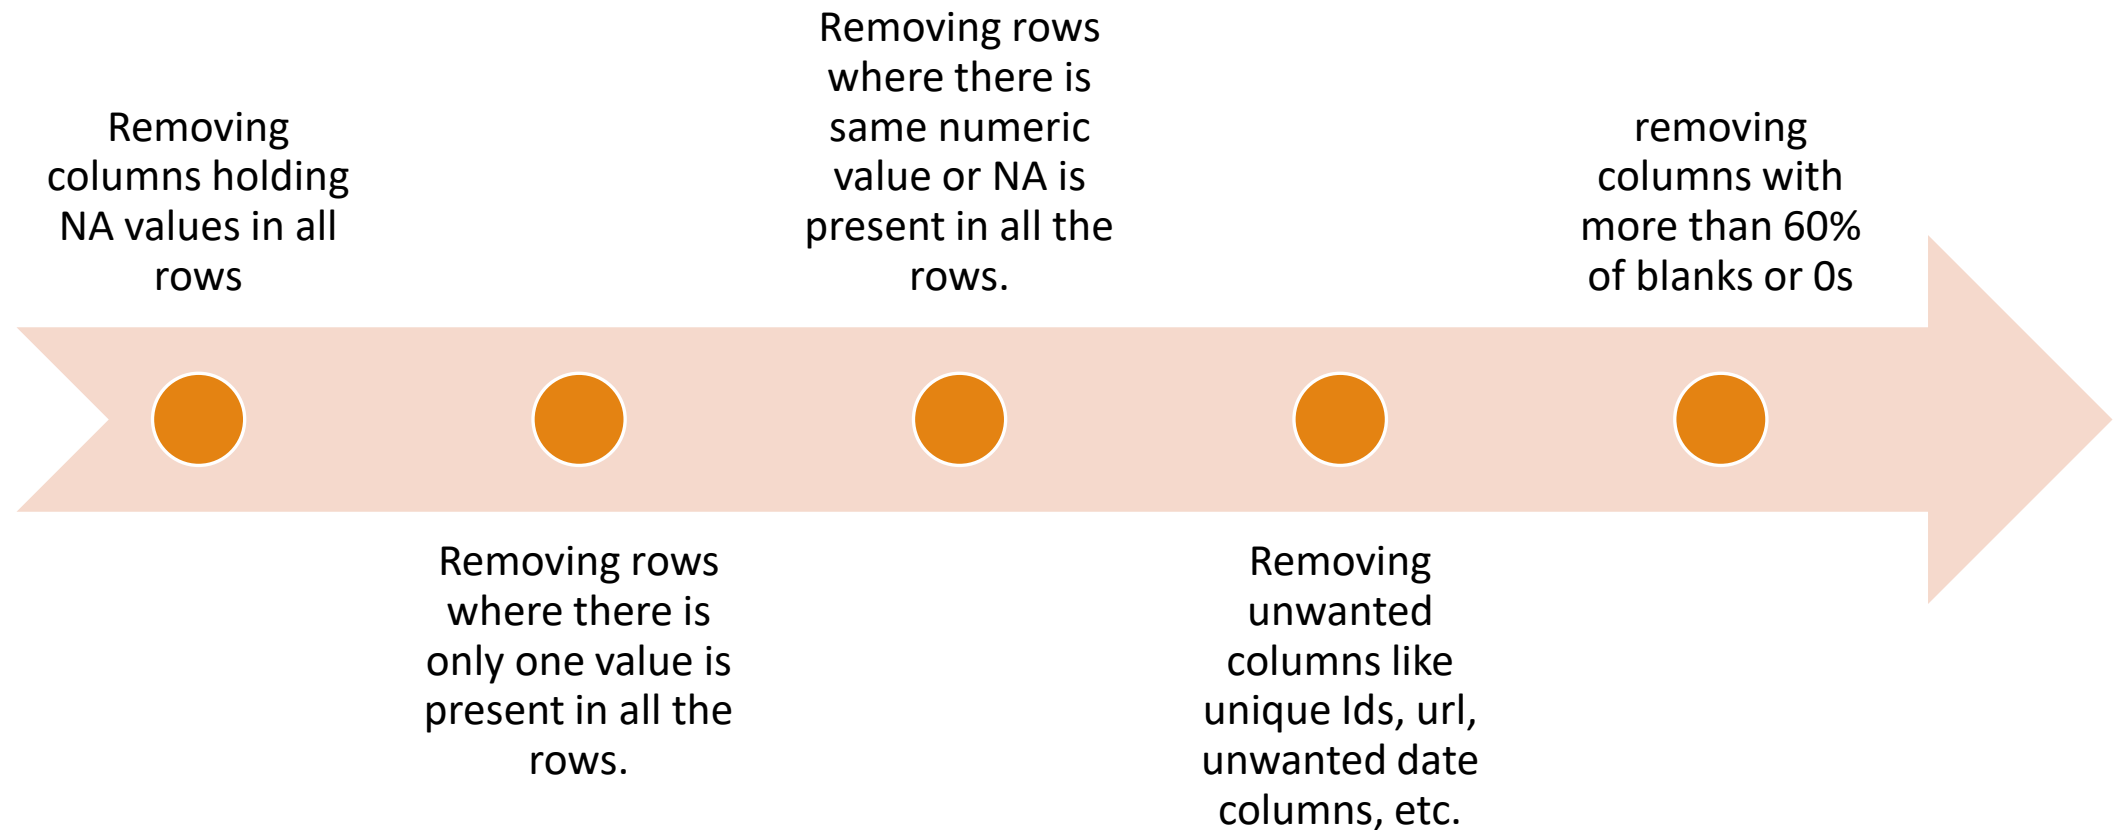 Removing
columns holding
NA values in all
rows
Removing rows
where there is
only one value is
present in all the
rows.
Removing rows
where there is
same numeric
value or NA is
present in all the
rows.
Removing
unwanted
columns like
unique Ids, url,
unwanted date
columns, etc.
removing
columns with
more than 60%
of blanks or 0s